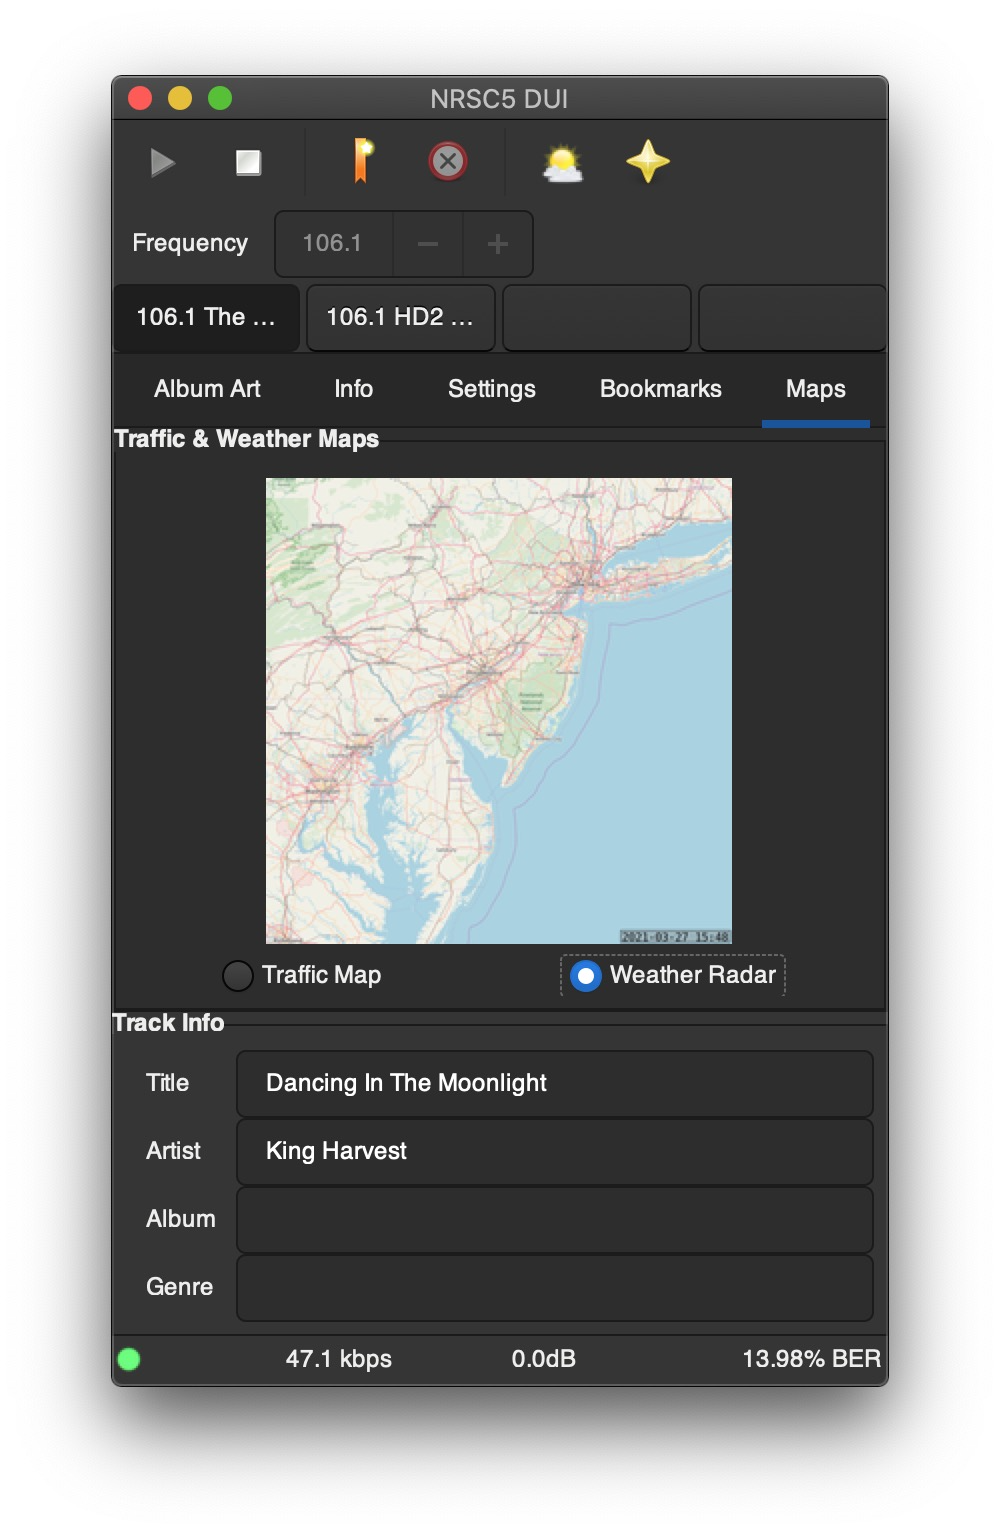 NRSC5 DUI
Frequency 106.1 − +
106.1 The ... 106.1 HD2 ...
Album Art Info Settings Bookmarks Maps
Traffic & Weather Maps
2021-03-27 15:48
Traffic Map Weather Radar
Track Info
Title Dancing In The Moonlight
Artist King Harvest
Album
Genre
47.1 kbps 0.0dB 13.98% BER